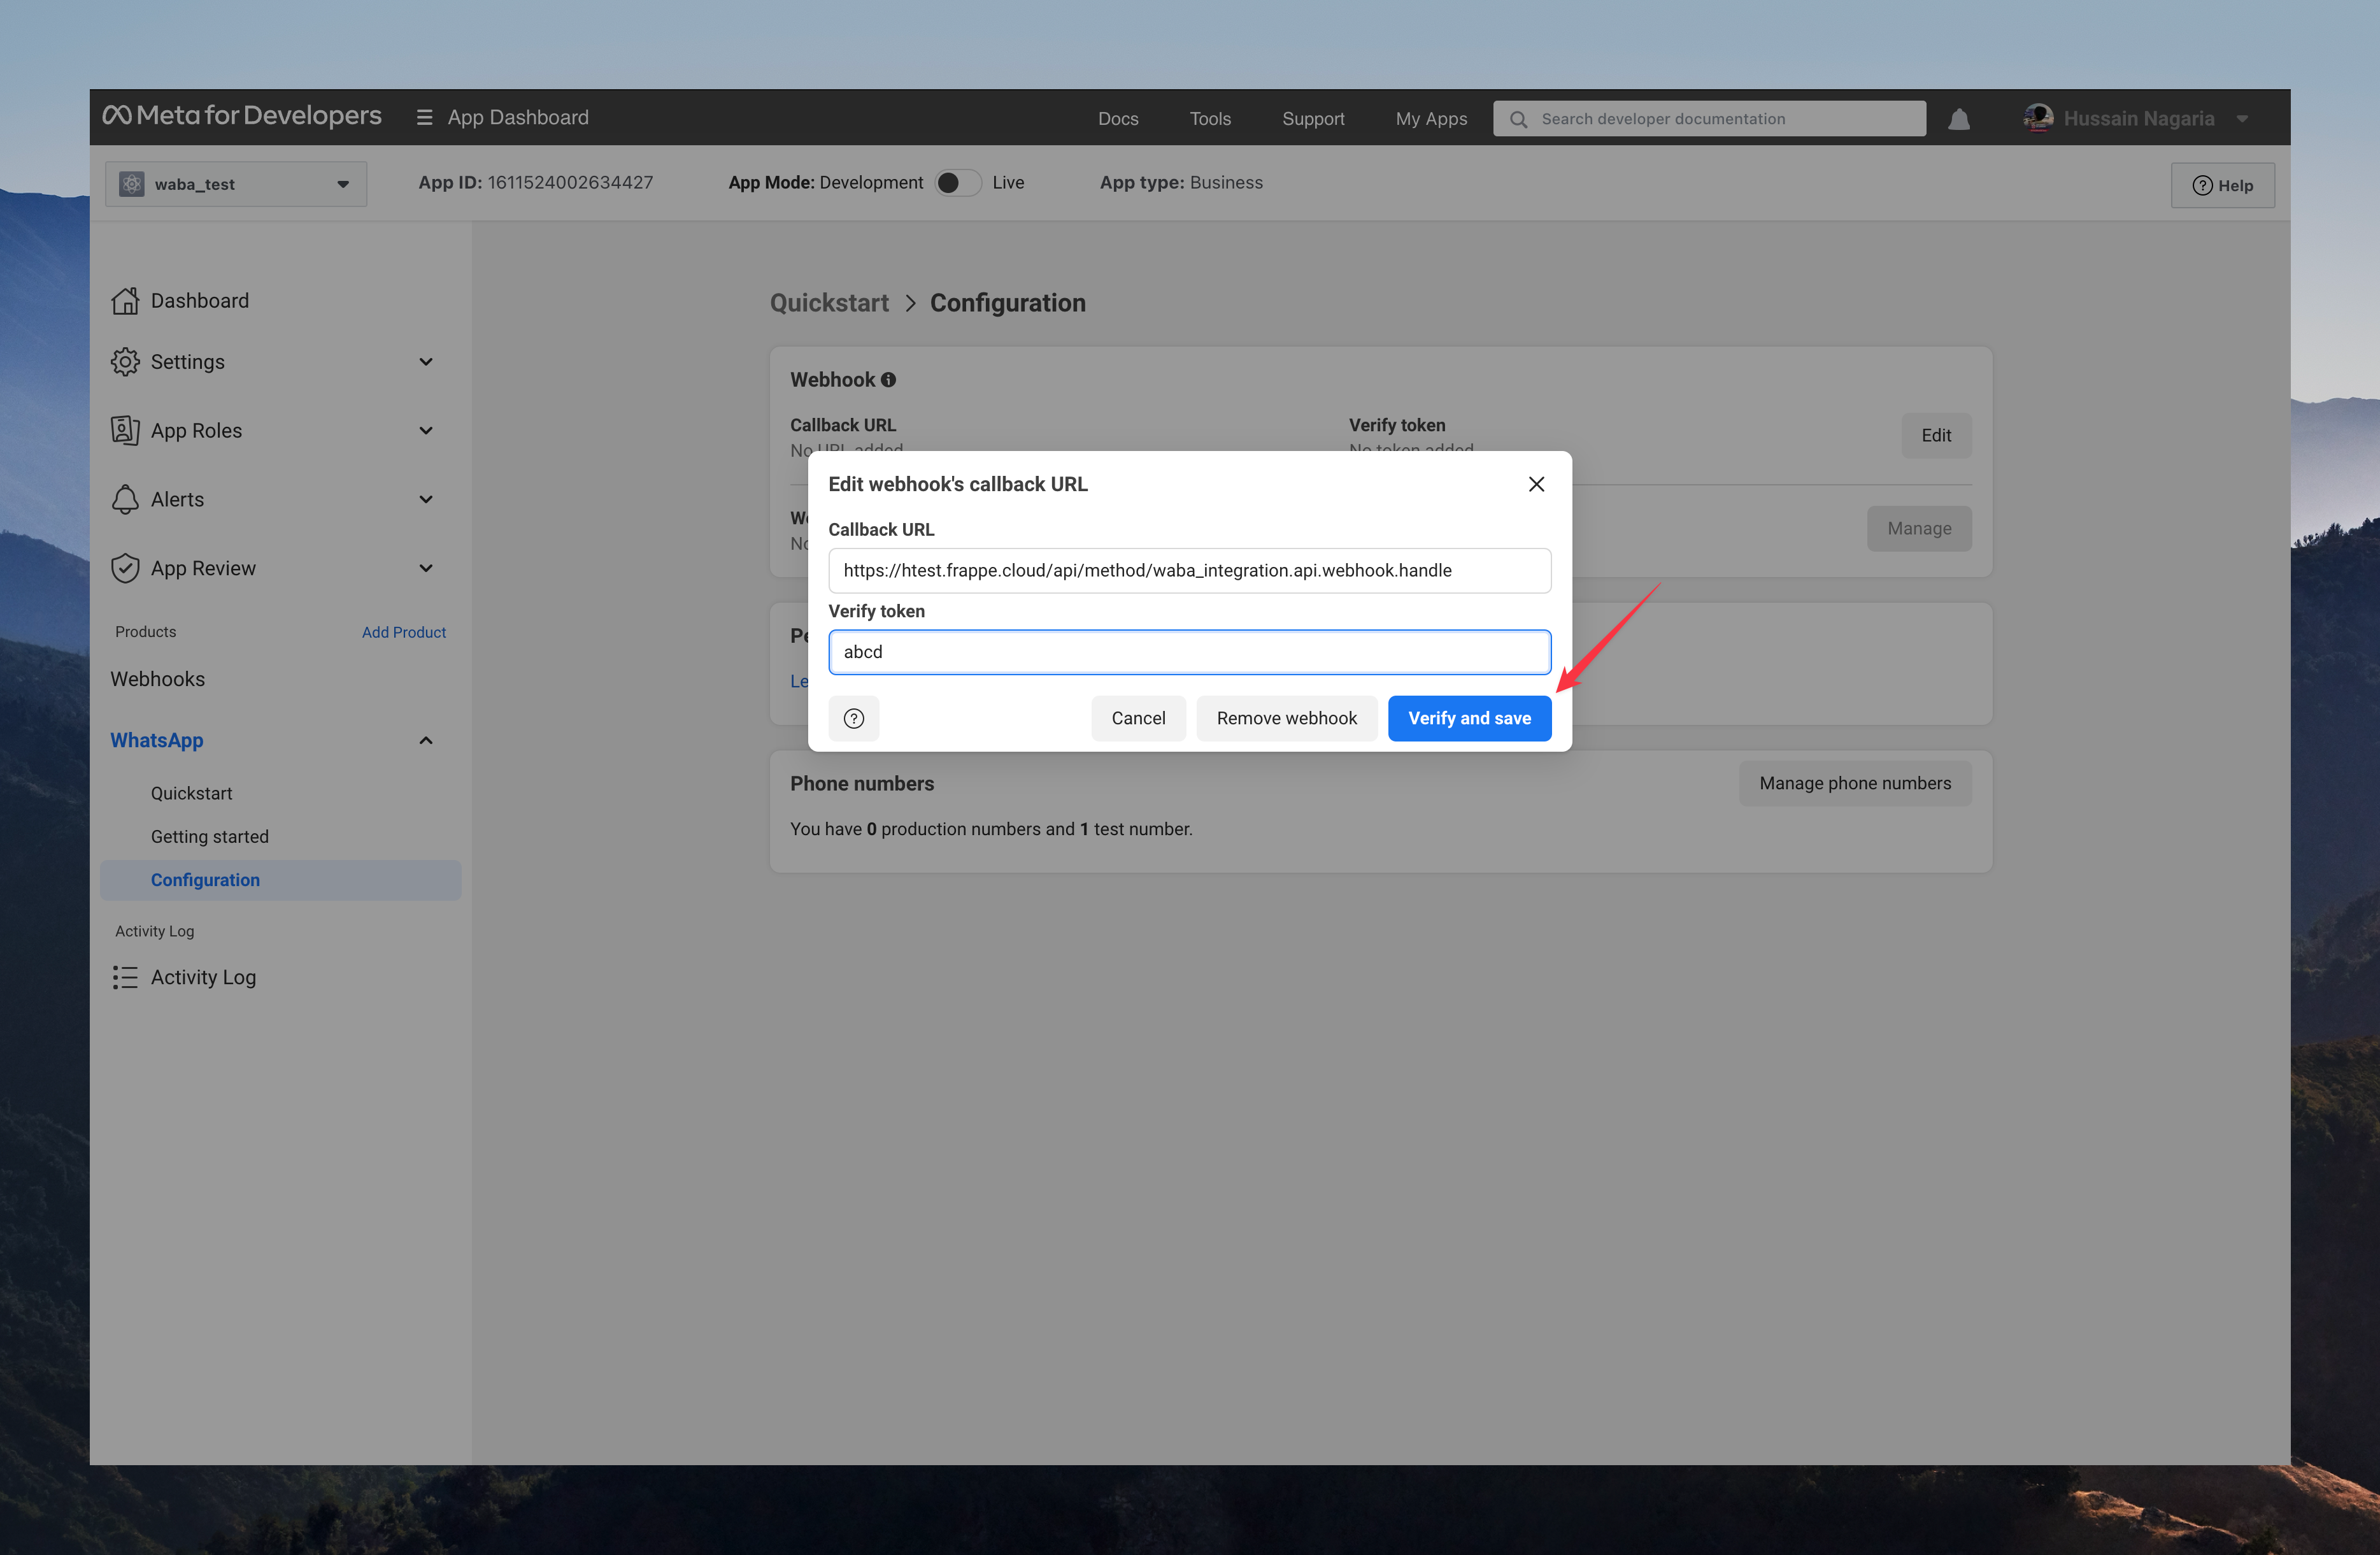 Meta for Developers
App Dashboard
Docs
Tools
Support
My Apps
Search developer documentation
Hussain Nagaria
waba_test
App ID: 1611524002634427
App Mode: Development
Live
App type: Business
Help
Dashboard
Settings
App Roles
Alerts
App Review
Products
Add Product
Webhooks
WhatsApp
Quickstart
Getting started
Configuration
Activity Log
Activity Log
Quickstart > Configuration
Webhook
Callback URL
No URL added
Verify token
No token added
Edit
Manage
Edit webhook's callback URL
Callback URL
https://htest.frappe.cloud/api/method/waba_integration.api.webhook.handle
Verify token
abcd
Cancel
Remove webhook
Verify and save
Phone numbers
Manage phone numbers
You have 0 production numbers and 1 test number.